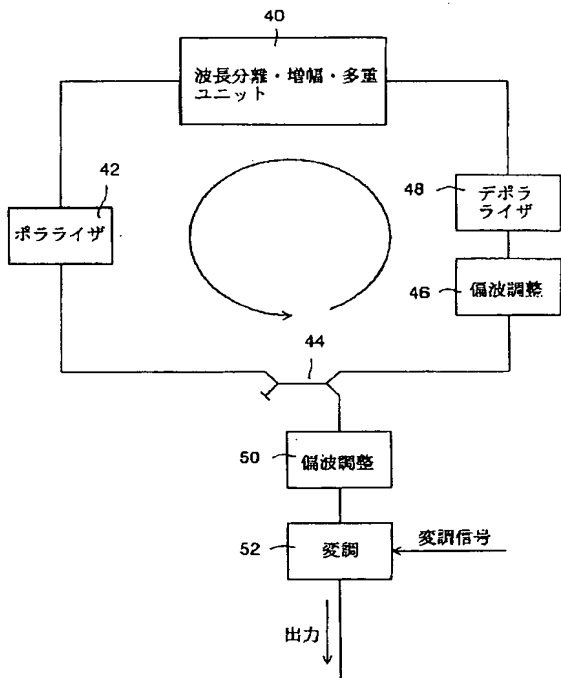 40
波長分離・増幅・多重
ユニット
42
ポラライザ
48
デポラ
ライザ
46
偏波調整
44
50
偏波調整
52
変調
変調信号
出力